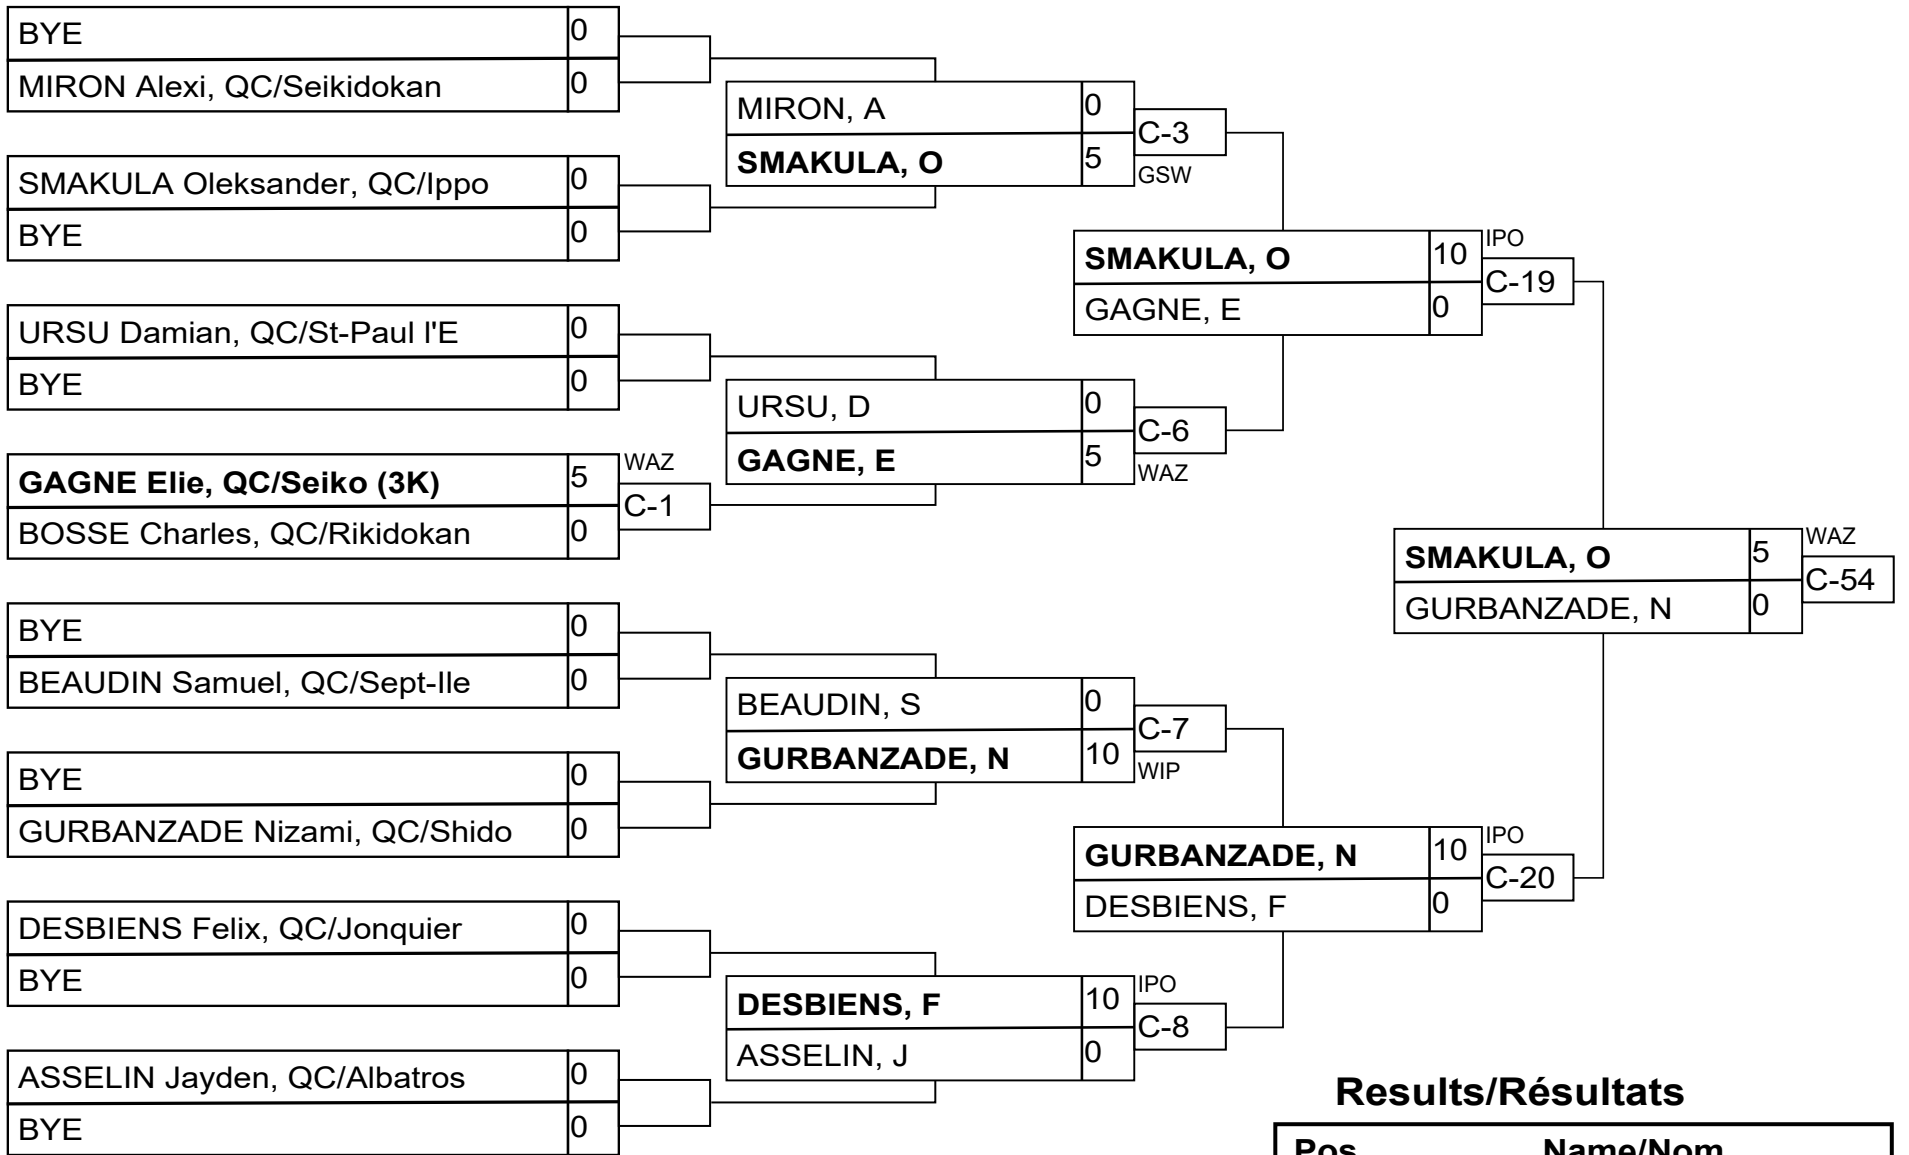 BYE 0
MIRON Alexi, QC/Seikidokan 0
SMAKULA Oleksander, QC/Ippo 0
BYE 0
URSU Damian, QC/St-Paul l'E 0
BYE 0
GAGNE Elie, QC/Seiko (3K) 5
WAZ
C-1
BOSSE Charles, QC/Rikidokan 0
BYE 0
BEAUDIN Samuel, QC/Sept-Ile 0
BYE 0
GURBANZADE Nizami, QC/Shido 0
DESBIENS Felix, QC/Jonquier 0
BYE 0
ASSELIN Jayden, QC/Albatros 0
BYE 0
MIRON, A 0
C-3
SMAKULA, O 5
GSW
URSU, D 0
C-6
GAGNE, E 5
WAZ
BEAUDIN, S 0
C-7
GURBANZADE, N 10
WIP
DESBIENS, F 10
IPO
C-8
ASSELIN, J 0
SMAKULA, O 10
IPO
C-19
GAGNE, E 0
GURBANZADE, N 10
IPO
C-20
DESBIENS, F 0
SMAKULA, O 5
WAZ
C-54
GURBANZADE, N 0
Results/Résultats
Pos Name/Nom